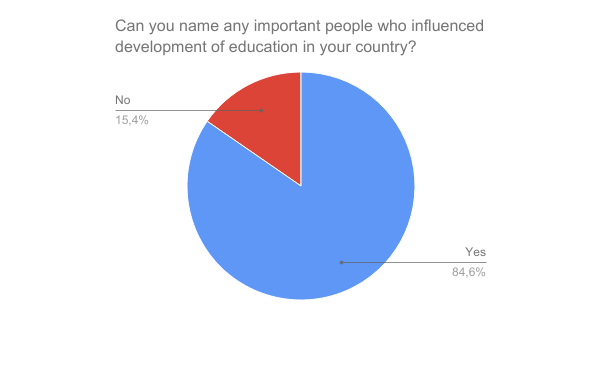 Can you name any important people who influenced
development of education in your country?
No
15,4%
Yes
84,6%